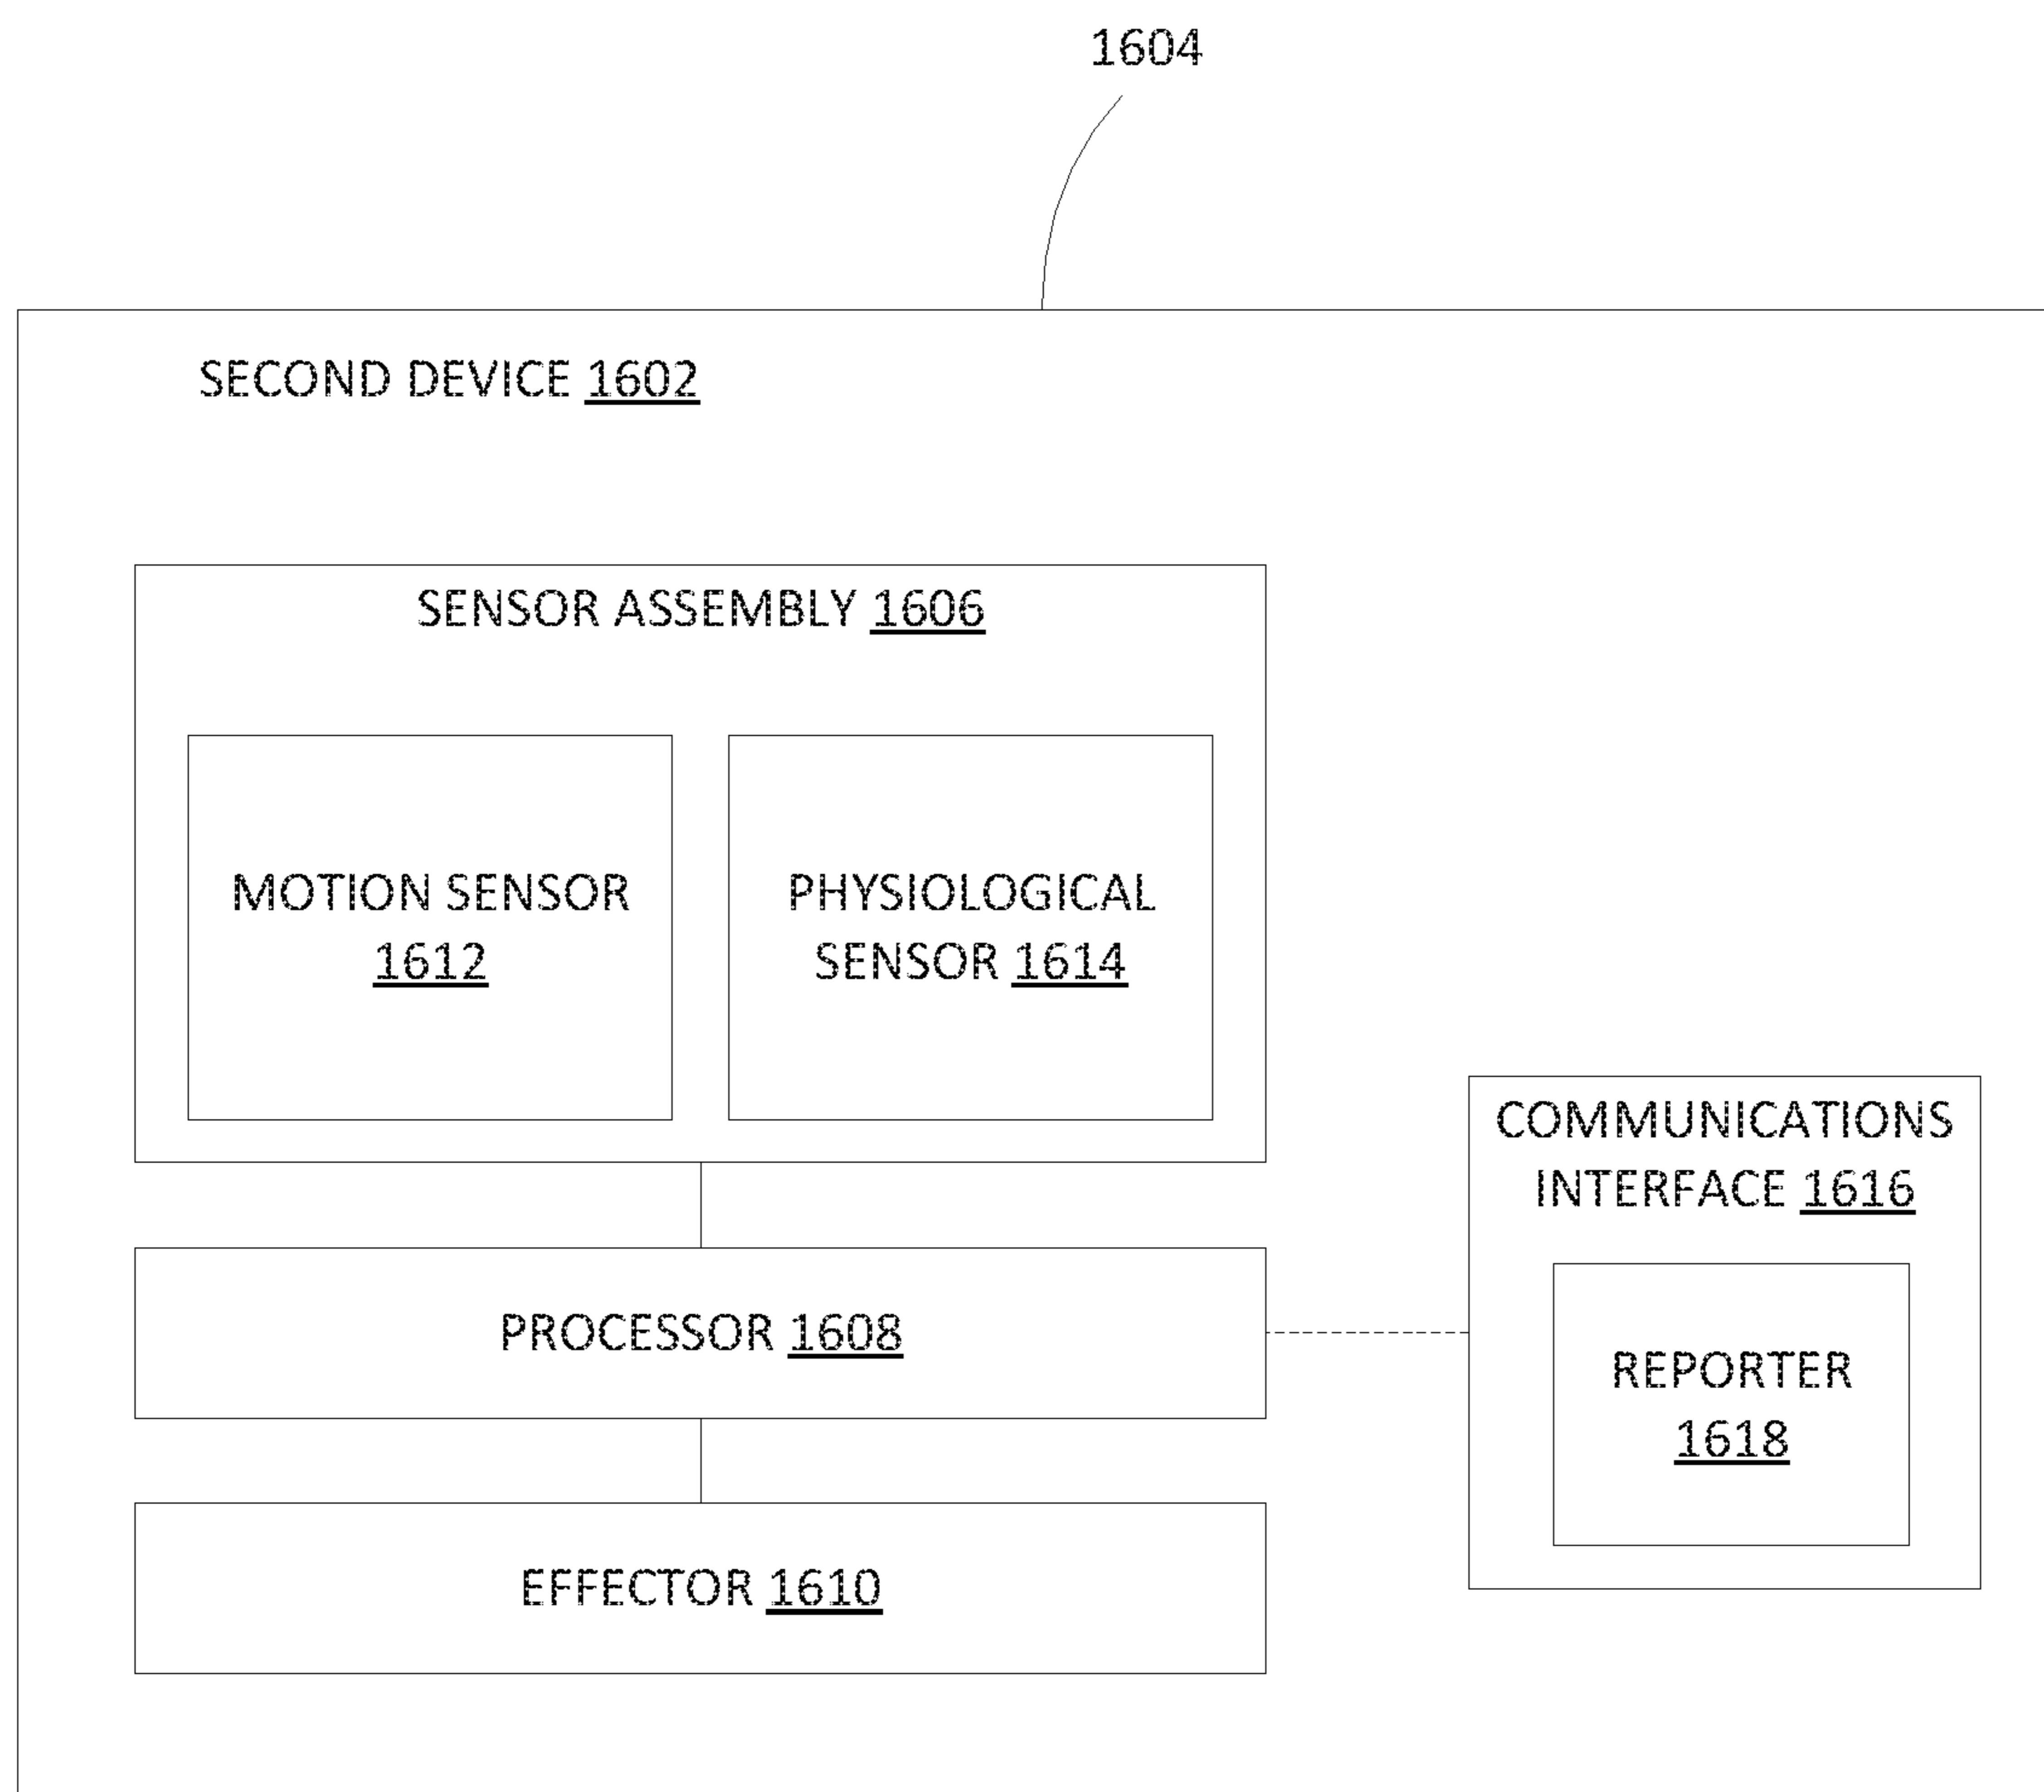 1604
SECOND DEVICE 1602
SENSOR ASSEMBLY 1606
MOTION SENSOR
1612
PHYSIOLOGICAL
SENSOR 1614
COMMUNICATIONS
INTERFACE 1616
PROCESSOR 1608
REPORTER
1618
EFFECTOR 1610